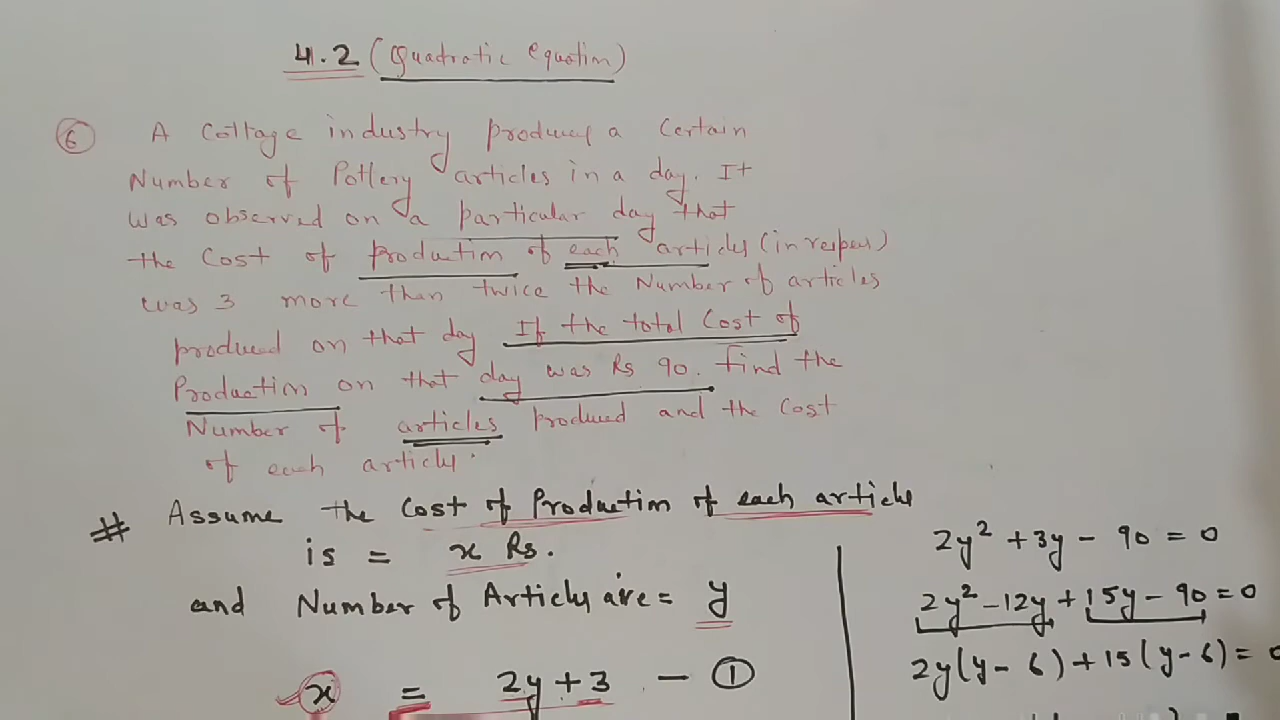 4.2 (Quadratic equation)
6 A Cottage industry produces a Certain
Number of Pottery articles in a day. It
was observed on a particular day that
the Cost of production of each articles (in rupees)
was 3 more than twice the Number of articles
produced on that day If the total Cost of
Production on that day was Rs 90. find the
Number of articles produced and the Cost
of each article.
# Assume the Cost of Production of each article
is = x Rs.
and Number of Articles are = y
x = 2y + 3 - ①
2y² + 3y - 90 = 0
2y² - 12y + 15y - 90 = 0
2y(y - 6) + 15(y - 6) = 0